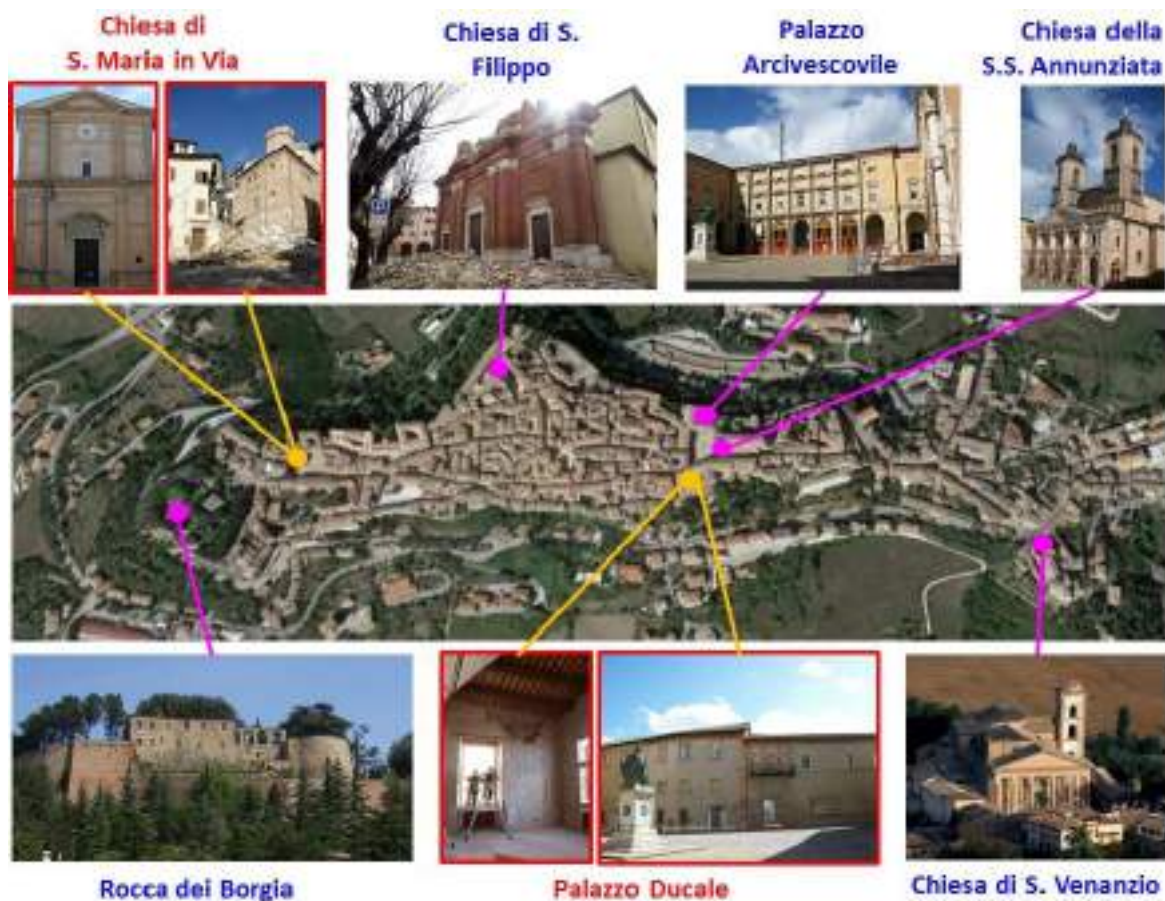 Chiesa di
S. Maria in Via
Chiesa di S.
Filippo
Palazzo
Arcivescovile
Chiesa della
S.S. Annunziata
Rocca dei Borgia
Palazzo Ducale
Chiesa di S. Venanzio